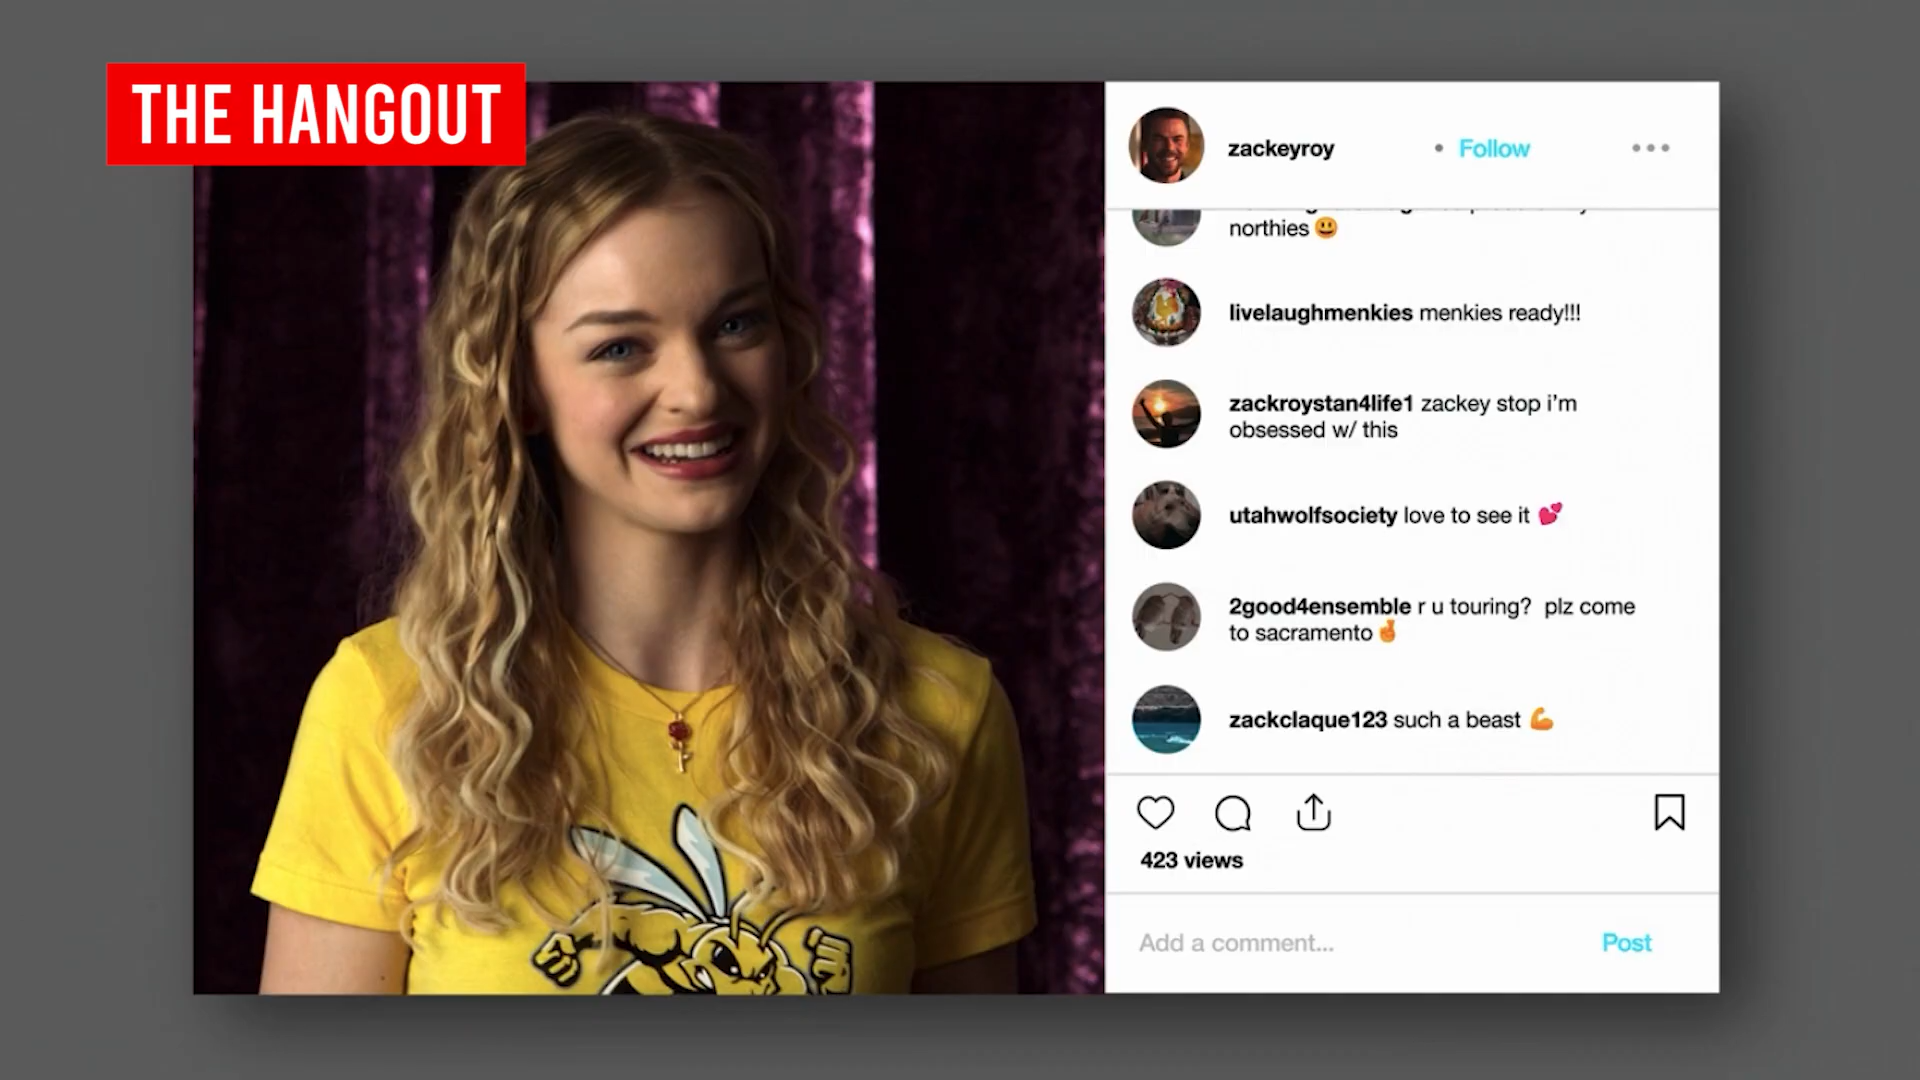 THE HANGOUT
zackeyroy • Follow
northies 😃
livelaughmenkies menkies ready!!!
zackroystan4life1 zackey stop i'm
obsessed w/ this
utahwolfsociety love to see it 💕
2good4ensemble r u touring?  plz come
to sacramento 🤞
zackclaque123 such a beast 💪
423 views
Add a comment... Post